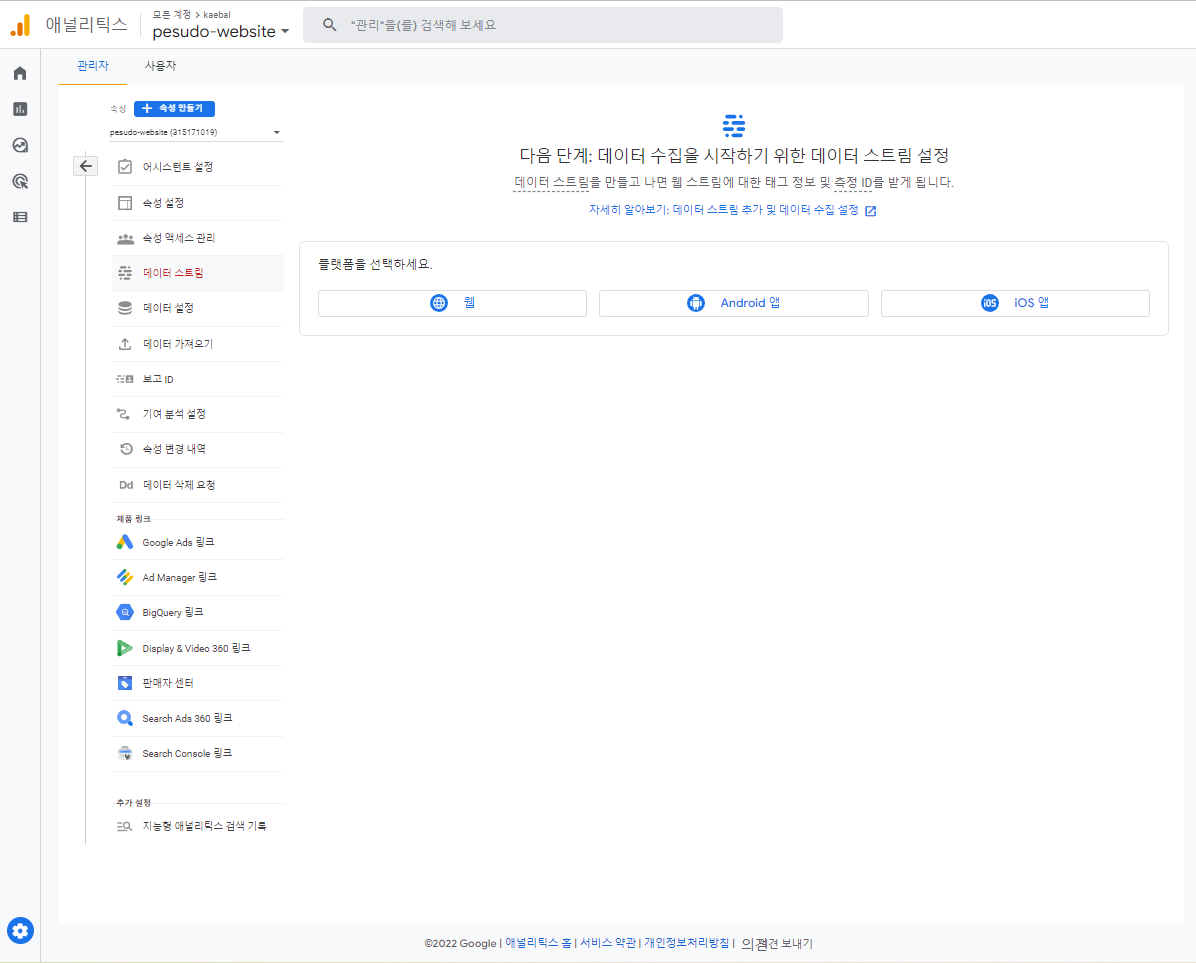 애널리틱스
모든 계정 > kaebal
pesudo-website
"관리"을(를) 검색해 보세요
관리자 사용자
속성 + 속성 만들기
pesudo-website (315171019)
어시스턴트 설정
속성 설정
속성 액세스 관리
데이터 스트림
데이터 설정
데이터 가져오기
보고 ID
기여 분석 설정
속성 변경 내역
Dd 데이터 삭제 요청
제품 링크
Google Ads 링크
Ad Manager 링크
BigQuery 링크
Display & Video 360 링크
판매자 센터
Search Ads 360 링크
Search Console 링크
추가 설정
지능형 애널리틱스 검색 기록
다음 단계: 데이터 수집을 시작하기 위한 데이터 스트림 설정
데이터 스트림을 만들고 나면 웹 스트림에 대한 태그 정보 및 측정 ID를 받게 됩니다.
자세히 알아보기: 데이터 스트림 추가 및 데이터 수집 설정
플랫폼을 선택하세요.
웹
Android 앱
iOS iOS 앱
©2022 Google | 애널리틱스 홈 | 서비스 약관 | 개인정보처리방침 | 의견 보내기